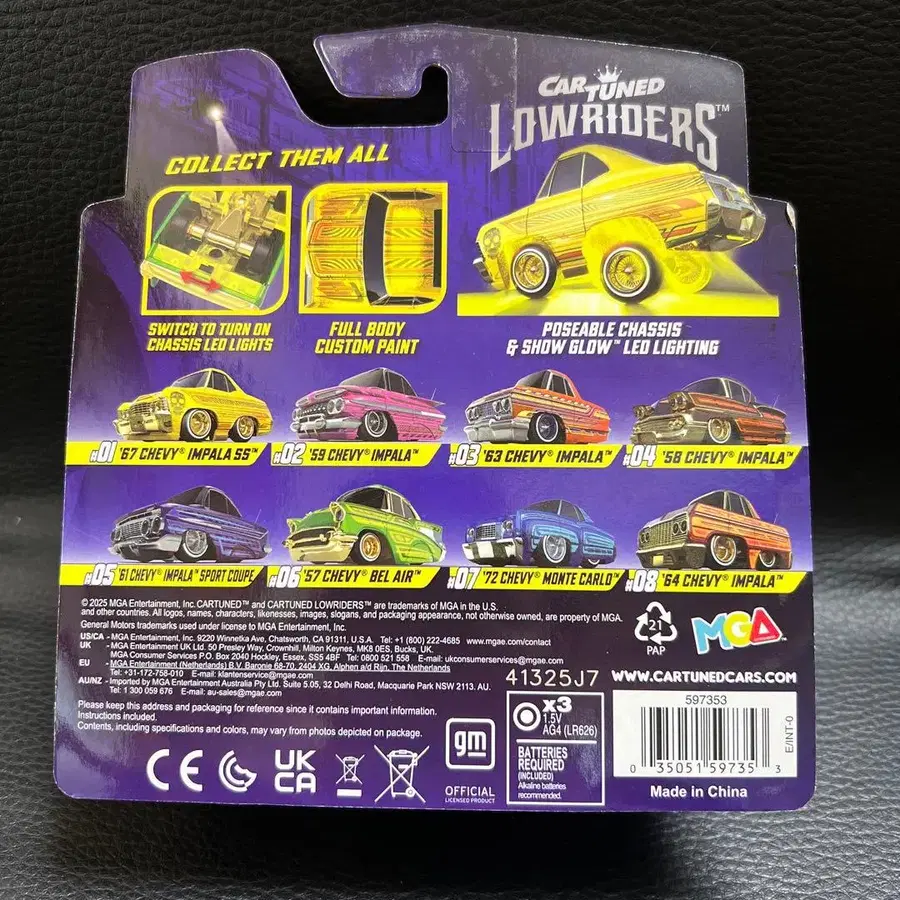 CARTUNED
LOWRIDERS™
COLLECT THEM ALL
SWITCH TO TURN ON
CHASSIS LED LIGHTS
FULL BODY
CUSTOM PAINT
POSEABLE CHASSIS
& SHOW GLOW™ LED LIGHTING
#01 '67 CHEVY® IMPALA SS™
#02 '59 CHEVY® IMPALA™
#03 '63 CHEVY® IMPALA™
#04 '58 CHEVY® IMPALA™
#05 '61 CHEVY® IMPALA™ SPORT COUPE
#06 '57 CHEVY® BEL AIR™
#07 '72 CHEVY® MONTE CARLO™
#08 '64 CHEVY® IMPALA™
© 2025 MGA Entertainment, Inc. CARTUNED™ and CARTUNED LOWRIDERS™ are trademarks of MGA in the U.S.
and other countries. All logos, names, characters, likenesses, images, slogans, and packaging appearance, not otherwise owned, are property of MGA.
General Motors trademarks used under license to MGA Entertainment, Inc.
US/CA - MGA Entertainment, Inc. 9220 Winnetka Ave, Chatsworth, CA 91311, U.S.A. Tel: +1 (800) 222-4685 www.mgae.com/contact
UK - MGA Entertainment UK Ltd. 50 Presley Way, Crownhill, Milton Keynes, MK8 0ES, Bucks, UK.
MGA Consumer Services P.O. Box 2040 Hockley, Essex, SS5 4BF Tel: 0800 521 558 E-mail: ukconsumerservices@mgae.com
EU - MGA Entertainment (Netherlands) B.V. Baronie 68-70, 2404 XG, Alphen a/d Rijn, The Netherlands
Tel: +31-172-758-010 E-mail: klantenservice@mgae.com
AU/NZ - Imported by MGA Entertainment Australia Pty Ltd. Suite 5.05, 32 Delhi Road, Macquarie Park NSW 2113. AU.
Tel: 1 300 059 676 E-mail: au-sales@mgae.com
Please keep this address and packaging for reference since it contains important information.
Instructions included.
Contents, including specifications and colors, may vary from photos depicted on package.
41325J7
21
PAP
MGA™
WWW.CARTUNEDCARS.COM
CE
UK
CA
gm
OFFICIAL
LICENSED PRODUCT
x3
1.5V
AG4 (LR626)
BATTERIES
REQUIRED
(INCLUDED)
Alkaline batteries
recommended.
597353
0 35051 59735 3
E/INT-0
Made in China